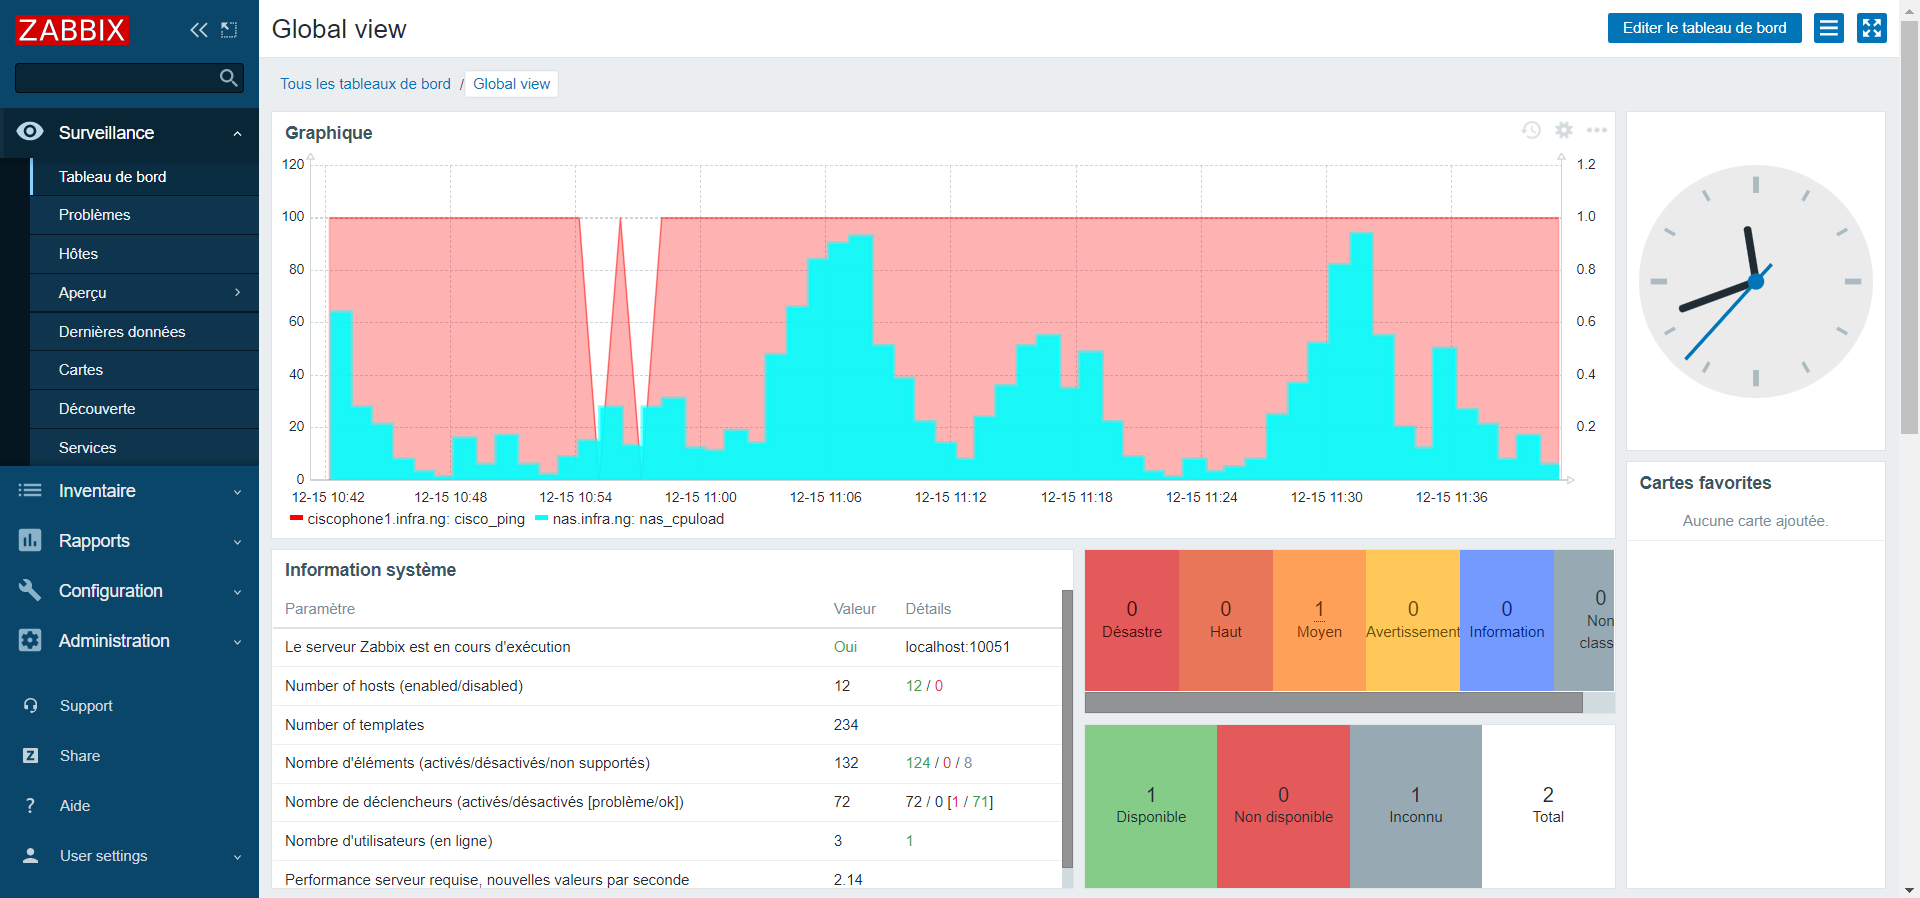 ZABBIX
Surveillance
Tableau de bord
Problèmes
Hôtes
Aperçu
Dernières données
Cartes
Découverte
Services
Inventaire
Rapports
Configuration
Administration
Support
Z Share
? Aide
User settings
Global view
Editer le tableau de bord
Tous les tableaux de bord / Global view
Graphique
120 1.2
100 1.0
80 0.8
60 0.6
40 0.4
20 0.2
0
12-15 10:42 12-15 10:48 12-15 10:54 12-15 11:00 12-15 11:06 12-15 11:12 12-15 11:18 12-15 11:24 12-15 11:30 12-15 11:36
ciscophone1.infra.ng: cisco_ping nas.infra.ng: nas_cpuload
Cartes favorites
Aucune carte ajoutée.
Information système
Paramètre Valeur Détails
Le serveur Zabbix est en cours d'exécution Oui localhost:10051
Number of hosts (enabled/disabled) 12 12 / 0
Number of templates 234
Nombre d'éléments (activés/désactivés/non supportés) 132 124 / 0 / 8
Nombre de déclencheurs (activés/désactivés [problème/ok]) 72 72 / 0 [1 / 71]
Nombre d'utilisateurs (en ligne) 3 1
Performance serveur requise, nouvelles valeurs par seconde 2.14
0
Désastre
0
Haut
1
Moyen
0
Avertissement
0
Information
0
Non
class
1
Disponible
0
Non disponible
1
Inconnu
2
Total